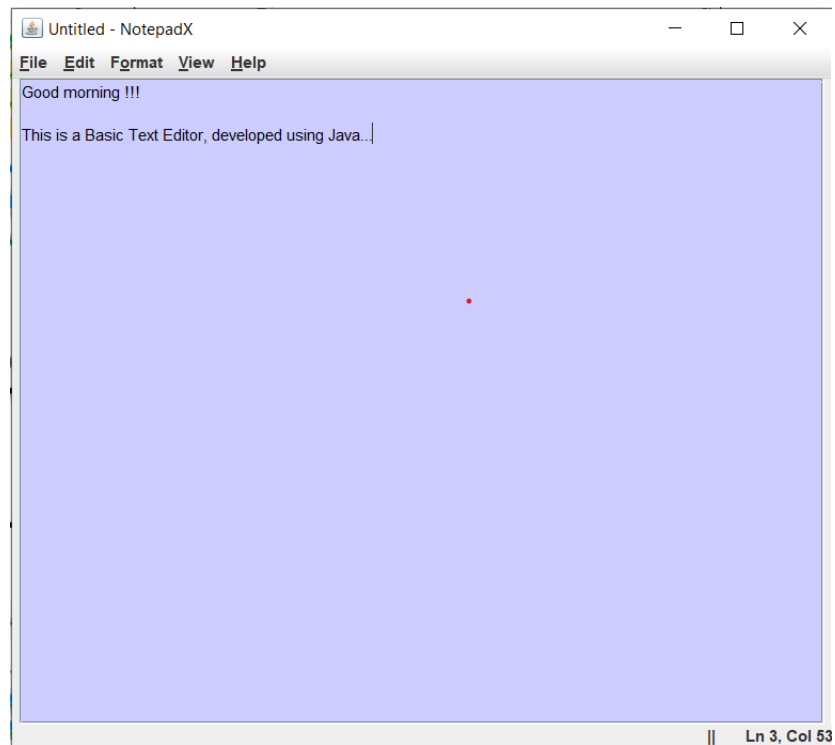 Untitled - NotepadX
File Edit Format View Help
Good morning !!!
This is a Basic Text Editor, developed using Java...
|| Ln 3, Col 53